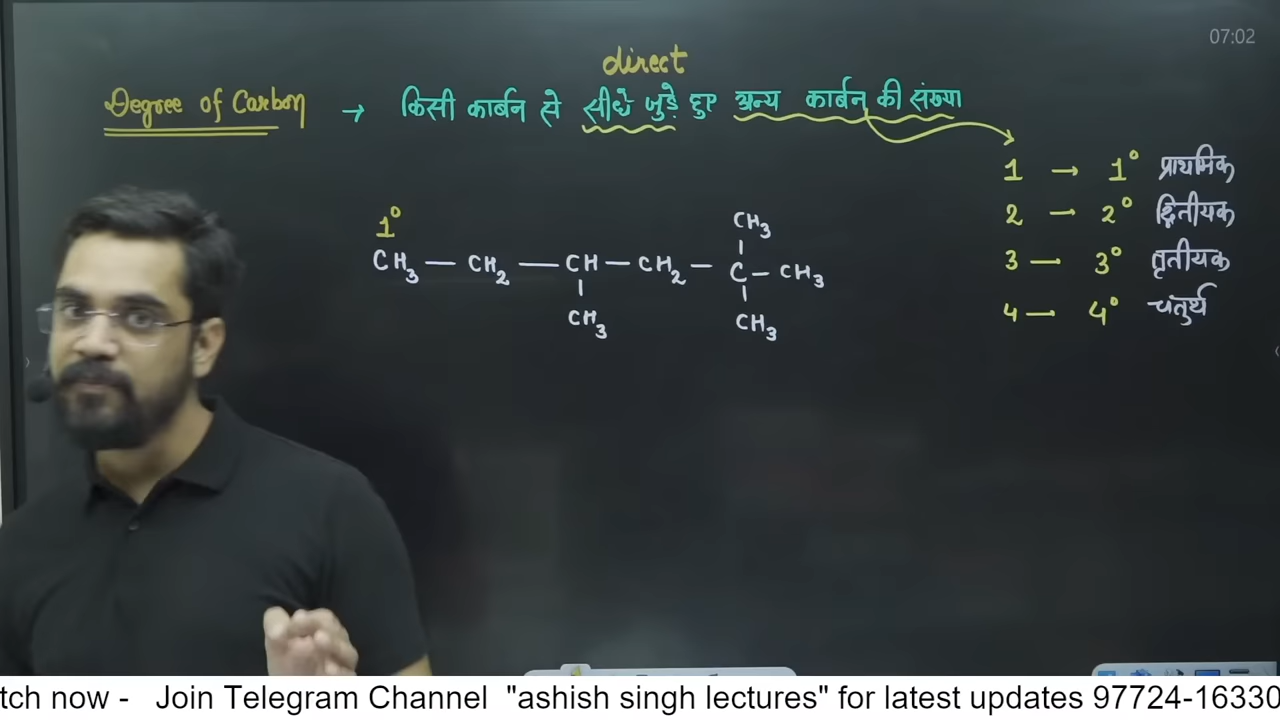 07:02
direct
Degree of Carbon → किसी कार्बन से सीधे जुड़े हुए अन्य कार्बन की संख्या
1 → 1° प्राथमिक
2 → 2° द्वितीयक
3 — 3° तृतीयक
4 — 4° चतुर्थ
1° CH3
CH3 — CH2 — CH — CH2 — C — CH3
CH3 CH3
tch now - Join Telegram Channel "ashish singh lectures" for latest updates 97724-16330